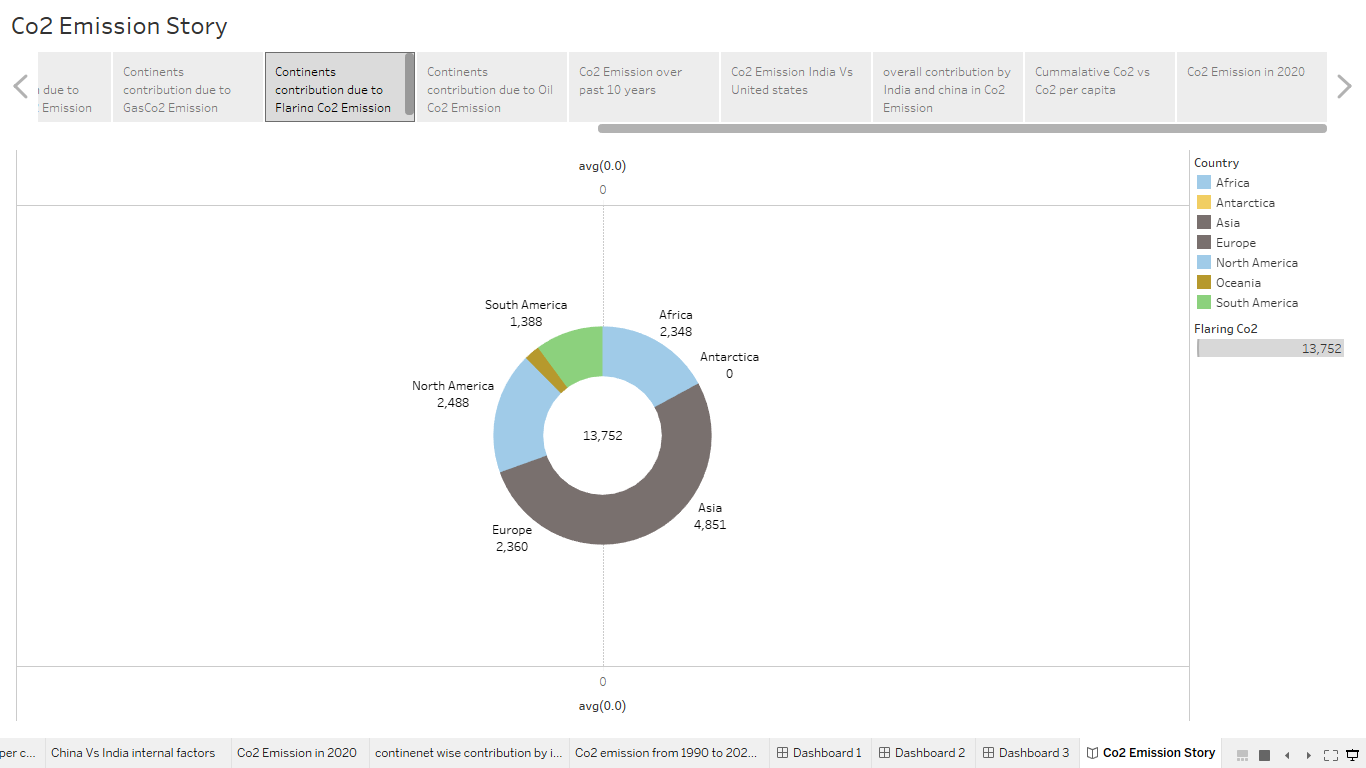 Co2 Emission Story
due to
Emission
Continents
contribution due to
GasCo2 Emission
Continents
contribution due to
Flaring Co2 Emission
Continents
contribution due to Oil
Co2 Emission
Co2 Emission over
past 10 years
Co2 Emission India Vs
United states
overall contribution by
India and china in Co2
Emission
Cummalative Co2 vs
Co2 per capita
Co2 Emission in 2020
avg(0.0)
0
South America
1,388
Africa
2,348
Antarctica
0
North America
2,488
13,752
Asia
4,851
Europe
2,360
0
avg(0.0)
Country
Africa
Antarctica
Asia
Europe
North America
Oceania
South America
Flaring Co2
13,752
per c...
China Vs India internal factors
Co2 Emission in 2020
continenet wise contribution by i...
Co2 emission from 1990 to 202...
Dashboard 1
Dashboard 2
Dashboard 3
Co2 Emission Story